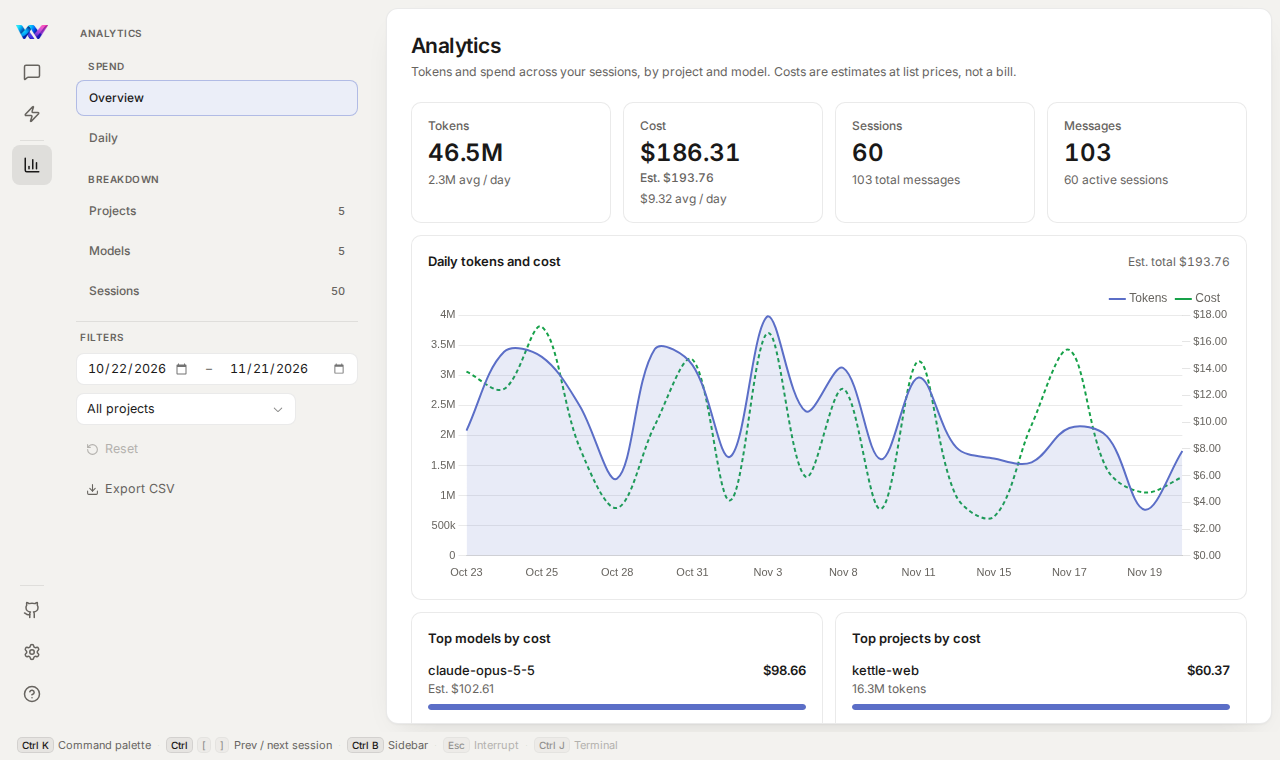 ANALYTICS
SPEND
Overview
Daily
BREAKDOWN
Projects 5
Models 5
Sessions 50
FILTERS
10/22/2026 – 11/21/2026
All projects
Reset
Export CSV
Analytics
Tokens and spend across your sessions, by project and model. Costs are estimates at list prices, not a bill.
Tokens
46.5M
2.3M avg / day
Cost
$186.31
Est. $193.76
$9.32 avg / day
Sessions
60
103 total messages
Messages
103
60 active sessions
Daily tokens and cost
Est. total $193.76
Tokens Cost
4M
3.5M
3M
2.5M
2M
1.5M
1M
500k
0
$18.00
$16.00
$14.00
$12.00
$10.00
$8.00
$6.00
$4.00
$2.00
$0.00
Oct 23 Oct 25 Oct 28 Oct 31 Nov 3 Nov 8 Nov 11 Nov 15 Nov 17 Nov 19
Top models by cost
claude-opus-5-5 $98.66
Est. $102.61
Top projects by cost
kettle-web $60.37
16.3M tokens
Ctrl K Command palette Ctrl [ ] Prev / next session Ctrl B Sidebar Esc Interrupt Ctrl J Terminal